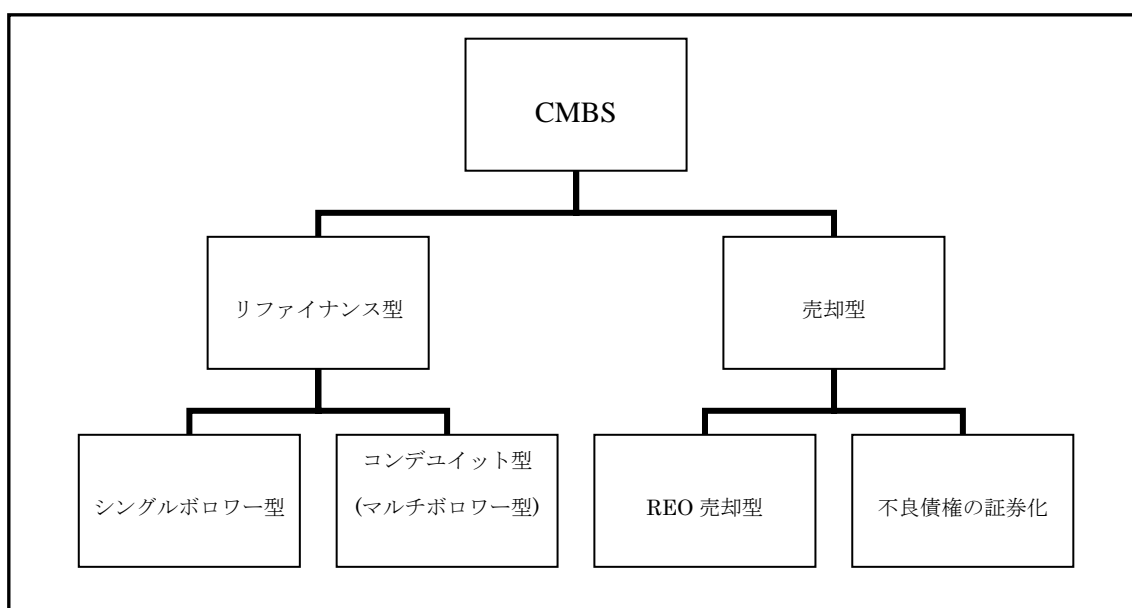 CMBS
リファイナンス型
売却型
シングルボロワー型
コンデユイット型
(マルチボロワー型)
REO 売却型
不良債権の証券化